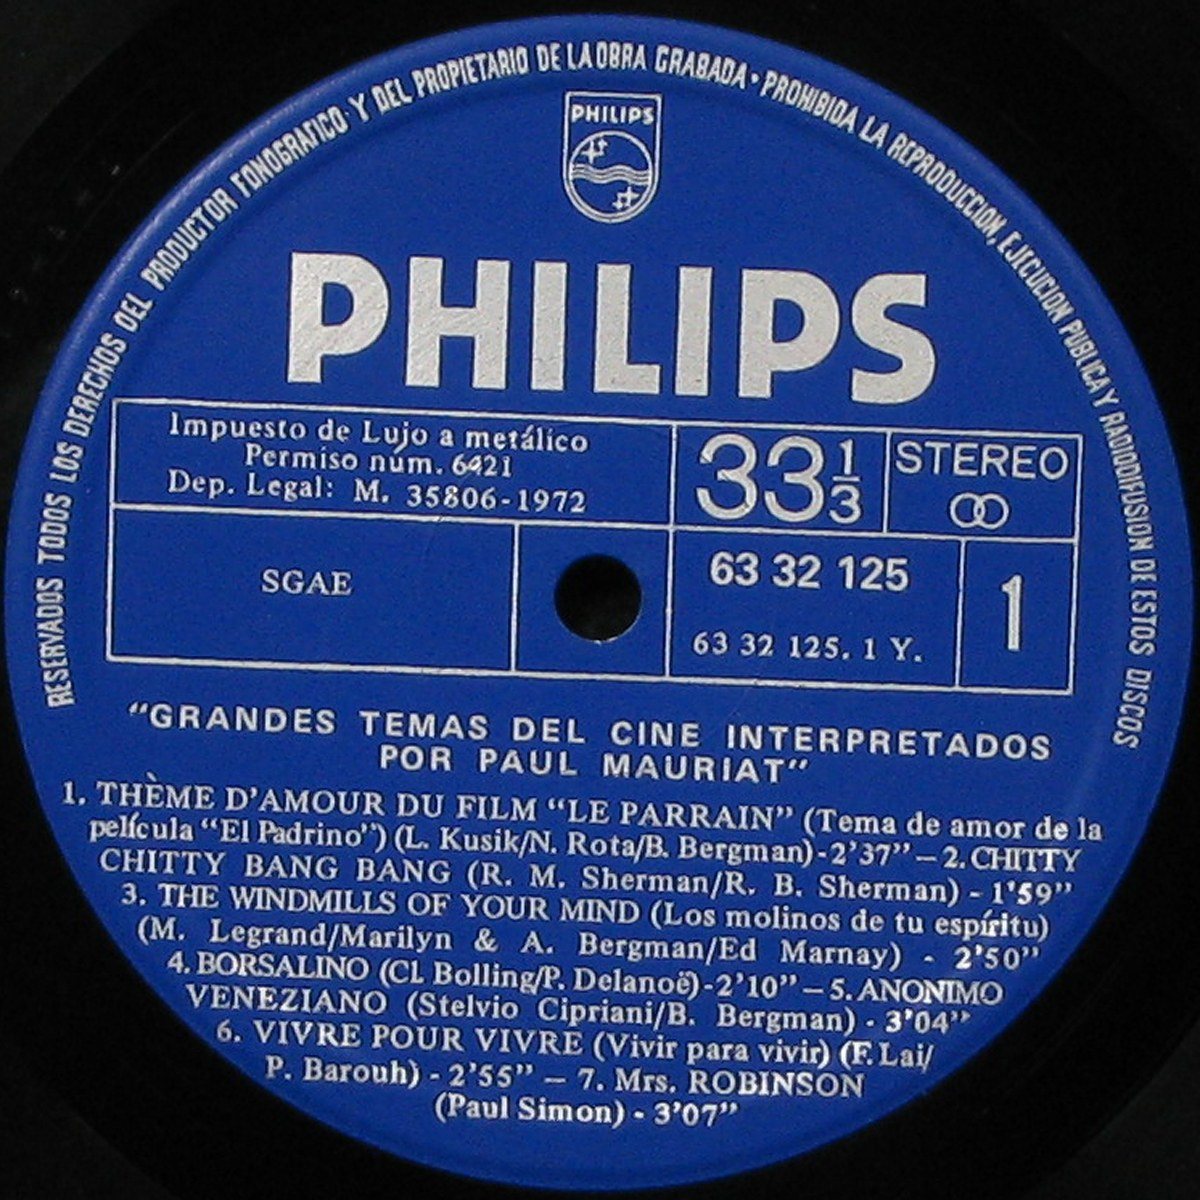 RESERVADOS TODOS LOS DERECHOS DEL PRODUCTOR FONOGRAFICO Y DEL PROPIETARIO DE LA OBRA GRABADA · PROHIBIDA LA REPRODUCCION, EJECUCION PUBLICA Y RADIODIFUSION DE ESTOS DISCOS
PHILIPS
PHILIPS
Impuesto de Lujo a metálico
Permiso núm. 6421
Dep. Legal: M. 35806-1972
33 1/3
STEREO
SGAE
63 32 125
63 32 125. 1 Y.
1
"GRANDES TEMAS DEL CINE INTERPRETADOS
POR PAUL MAURIAT"
1. THÈME D'AMOUR DU FILM "LE PARRAIN" (Tema de amor de la
película "El Padrino") (L. Kusik/N. Rota/B. Bergman)-2'37" – 2. CHITTY
CHITTY BANG BANG (R. M. Sherman/R. B. Sherman) - 1'59"
3. THE WINDMILLS OF YOUR MIND (Los molinos de tu espíritu)
(M. Legrand/Marilyn & A. Bergman/Ed Marnay) - 2'50"
4. BORSALINO (Cl. Bolling/P. Delanoë)-2'10" – 5. ANONIMO
VENEZIANO (Stelvio Cipriani/B. Bergman) - 3'04"
6. VIVRE POUR VIVRE (Vivir para vivir) (F. Lai/
P. Barouh) - 2'55" – 7. Mrs. ROBINSON
(Paul Simon) - 3'07"